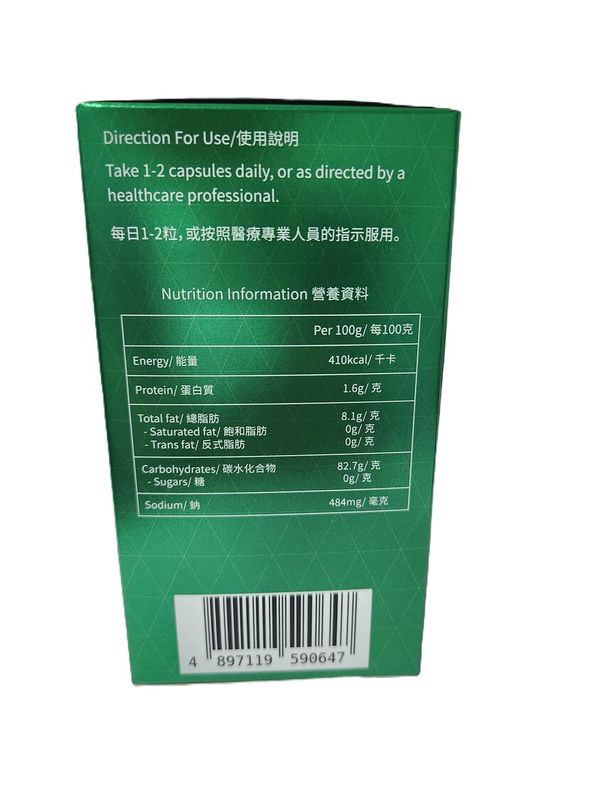 Direction For Use/使用說明
Take 1-2 capsules daily, or as directed by a
healthcare professional.
每日1-2粒，或按照醫療專業人員的指示服用。
Nutrition Information 營養資料
Per 100g/ 每100克
Energy/ 能量 410kcal/ 千卡
Protein/ 蛋白質 1.6g/ 克
Total fat/ 總脂肪 8.1g/ 克
- Saturated fat/ 飽和脂肪 0g/ 克
- Trans fat/ 反式脂肪 0g/ 克
Carbohydrates/ 碳水化合物 82.7g/ 克
- Sugars/ 糖 0g/ 克
Sodium/ 鈉 484mg/ 毫克
4 897119 590647